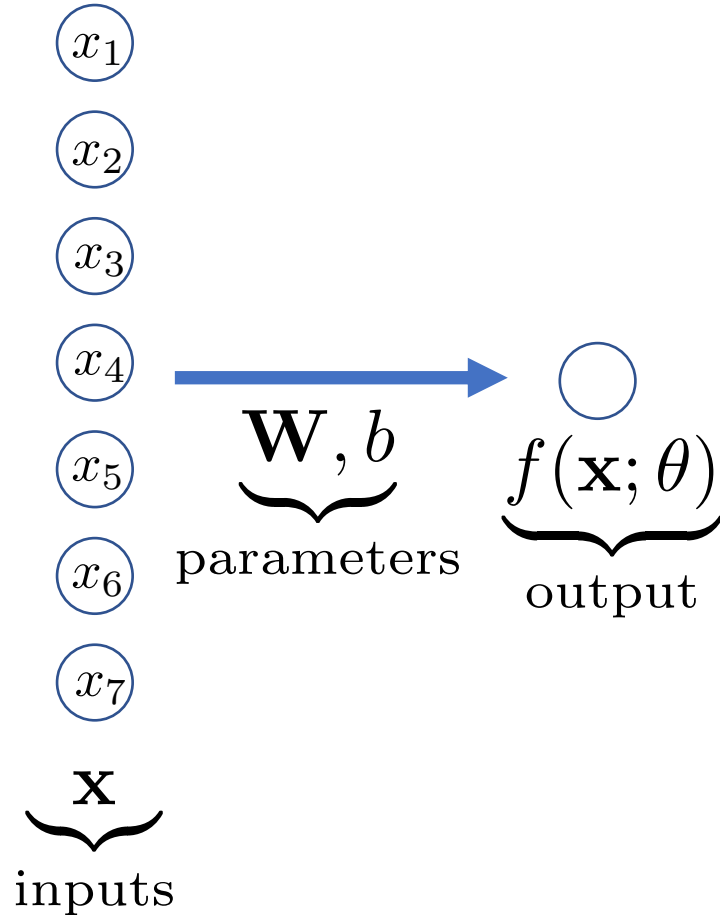 x₁
x₂
x₃
x₄
x₅
x₆
x₇
x
inputs
W, b
parameters
f(x; θ)
output